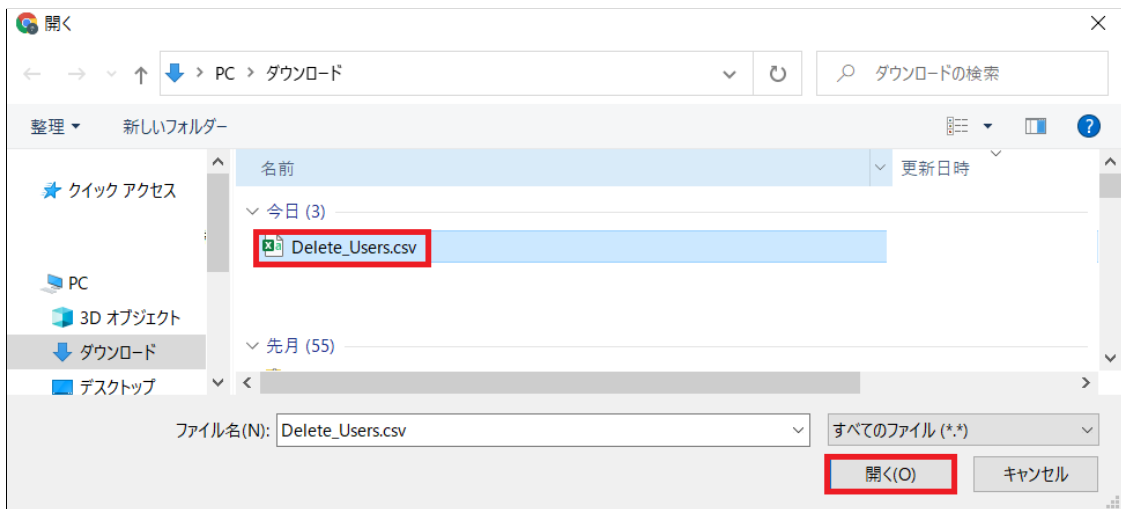 開く
PC > ダウンロード
ダウンロードの検索
整理 新しいフォルダー
名前 更新日時
クイック アクセス
今日 (3)
Delete_Users.csv
PC
3D オブジェクト
先月 (55)
ダウンロード
デスクトップ
ファイル名(N): Delete_Users.csv すべてのファイル (*.*)
開く(O) キャンセル